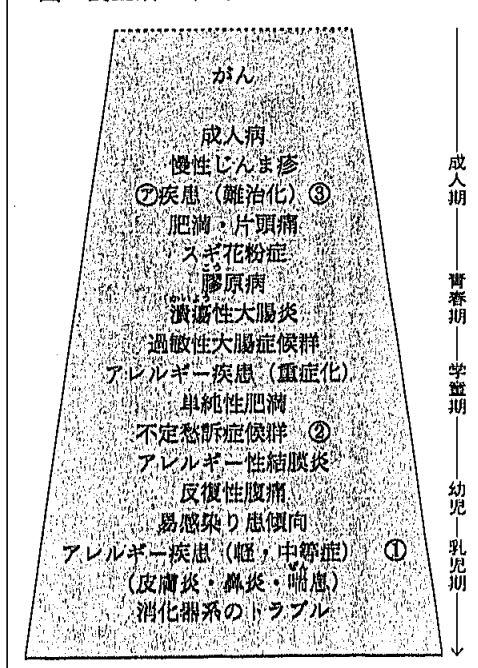 がん
成人病
慢性じんま疹
㋐疾患（難治化）③
肥満・片頭痛
スギ花粉症
膠原病
潰瘍性大腸炎
過敏性大腸症候群
アレルギー疾患（重症化）
単純性肥満
不定愁訴症候群 ②
アレルギー性結膜炎
反復性腹痛
易感染り患傾向
アレルギー疾患（軽・中等症） ①
（皮膚炎・鼻炎・喘息）
消化器系のトラブル
成人期
青春期
学童期
幼児
乳児期